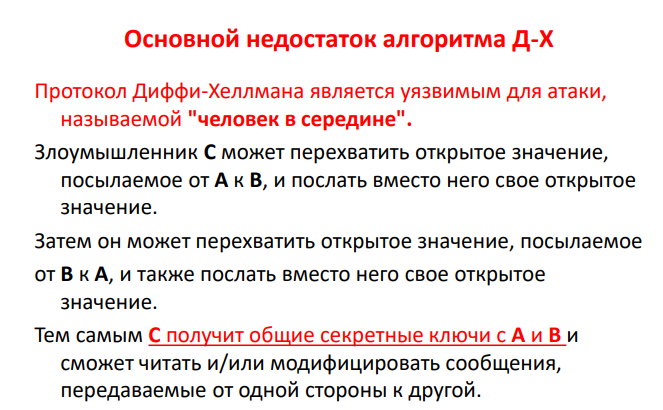 Основной недостаток алгоритма Д-Х
Протокол Диффи-Хеллмана является уязвимым для атаки,
называемой "человек в середине".
Злоумышленник С может перехватить открытое значение,
посылаемое от А к В, и послать вместо него свое открытое
значение.
Затем он может перехватить открытое значение, посылаемое
от В к А, и также послать вместо него свое открытое
значение.
Тем самым С получит общие секретные ключи с А и В и
сможет читать и/или модифицировать сообщения,
передаваемые от одной стороны к другой.